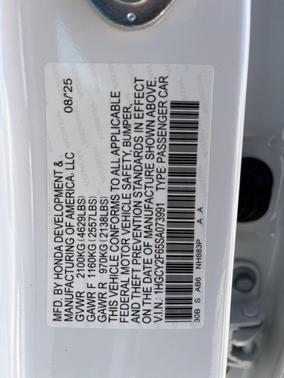 MFD. BY HONDA DEVELOPMENT & 08/25
MANUFACTURING OF AMERICA, LLC
GVWR 2100KG (4629LBS)
GAWR F 1160KG (2557LBS)
GAWR R 970KG (2138LBS)
THIS VEHICLE CONFORMS TO ALL APPLICABLE
FEDERAL MOTOR VEHICLE SAFETY, BUMPER,
AND THEFT PREVENTION STANDARDS IN EFFECT
ON THE DATE OF MANUFACTURE SHOWN ABOVE.
V.I.N. 1HGCY2F65SA073991 TYPE PASSENGER CAR
30B S AB6 NH883P A A